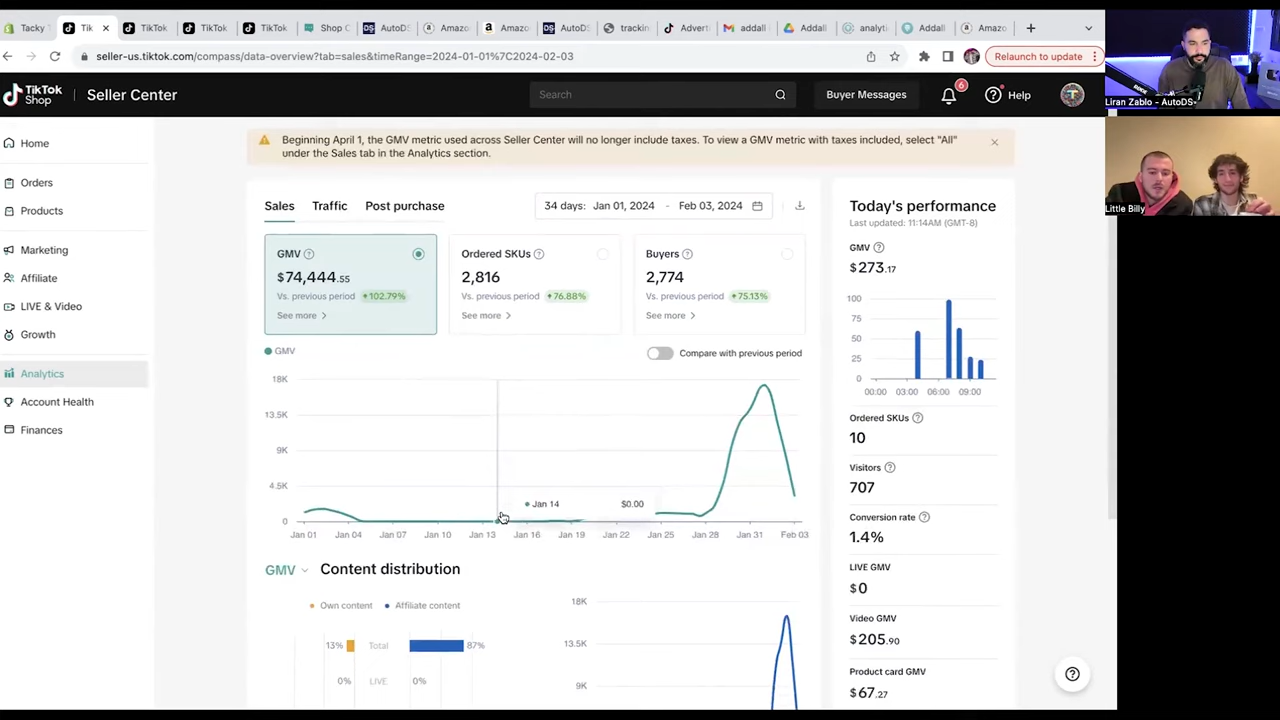 Tacky
Tik
TikTok
TikTok
TikTok
Shop C
AutoDS
Amazo
Amazo
AutoDS
trackin
Advert
addall
Addall
analyti
Addall
Amazo
seller-us.tiktok.com/compass/data-overview?tab=sales&timeRange=2024-01-01%7C2024-02-03
Relaunch to update
TikTok Shop
Seller Center
Search
Buyer Messages
6
Help
Home
Orders
Products
Marketing
Affiliate
LIVE & Video
Growth
Analytics
Account Health
Finances
Beginning April 1, the GMV metric used across Seller Center will no longer include taxes. To view a GMV metric with taxes included, select "All"
under the Sales tab in the Analytics section.
Sales
Traffic
Post purchase
34 days: Jan 01, 2024 - Feb 03, 2024
GMV
$74,444.55
Vs. previous period +102.79%
See more
Ordered SKUs
2,816
Vs. previous period +76.88%
See more
Buyers
2,774
Vs. previous period +75.13%
See more
GMV
Compare with previous period
18K
13.5K
9K
4.5K
0
Jan 14 $0.00
Jan 01 Jan 04 Jan 07 Jan 10 Jan 13 Jan 16 Jan 19 Jan 22 Jan 25 Jan 28 Jan 31 Feb 03
GMV Content distribution
Own content Affiliate content
13% Total 87%
0% LIVE 0%
18K
13.5K
9K
Today's performance
Last updated: 11:14AM (GMT-8)
GMV
$273.17
100
75
50
25
0
00:00 03:00 06:00 09:00
Ordered SKUs
10
Visitors
707
Conversion rate
1.4%
LIVE GMV
$0
Video GMV
$205.90
Product card GMV
$67.27
Liran Zablo - AutoDS-
Little Billy